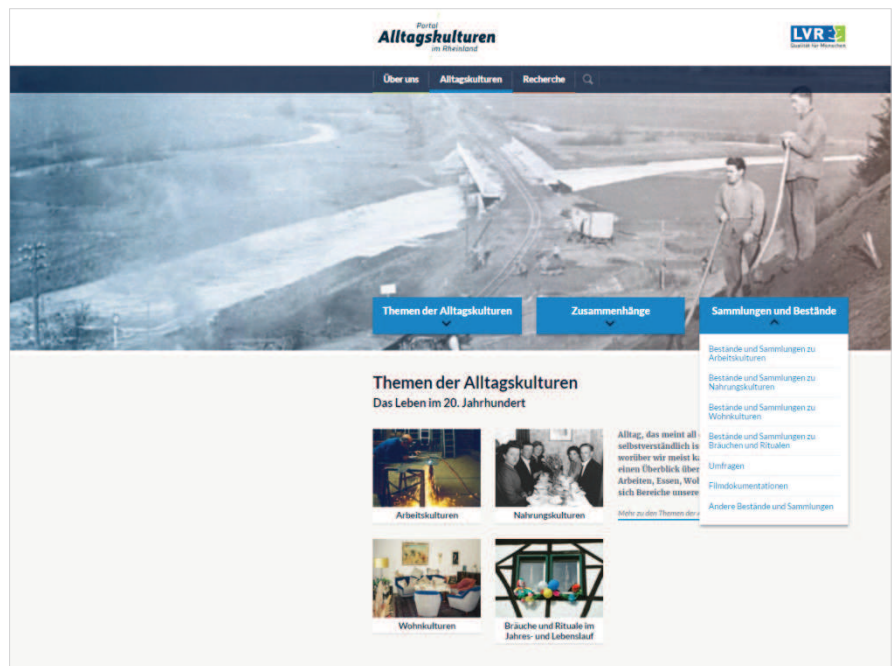 Portal
Alltagskulturen
im Rheinland
LVR
Qualität für Menschen
Über uns
Alltagskulturen
Recherche
Themen der Alltagskulturen
Zusammenhänge
Sammlungen und Bestände
Bestände und Sammlungen zu
Arbeitskulturen
Bestände und Sammlungen zu
Nahrungskulturen
Bestände und Sammlungen zu
Wohnkulturen
Bestände und Sammlungen zu
Bräuchen und Ritualen
Umfragen
Filmdokumentationen
Andere Bestände und Sammlungen
Themen der Alltagskulturen
Das Leben im 20. Jahrhundert
Arbeitskulturen
Nahrungskulturen
Alltag, das meint all
selbstverständlich
worüber wir meist
einen Überblick über
Arbeiten, Essen,
sich Bereiche unsere
Mehr zu den Themen der
Wohnkulturen
Bräuche und Rituale im
Jahres- und Lebenslauf